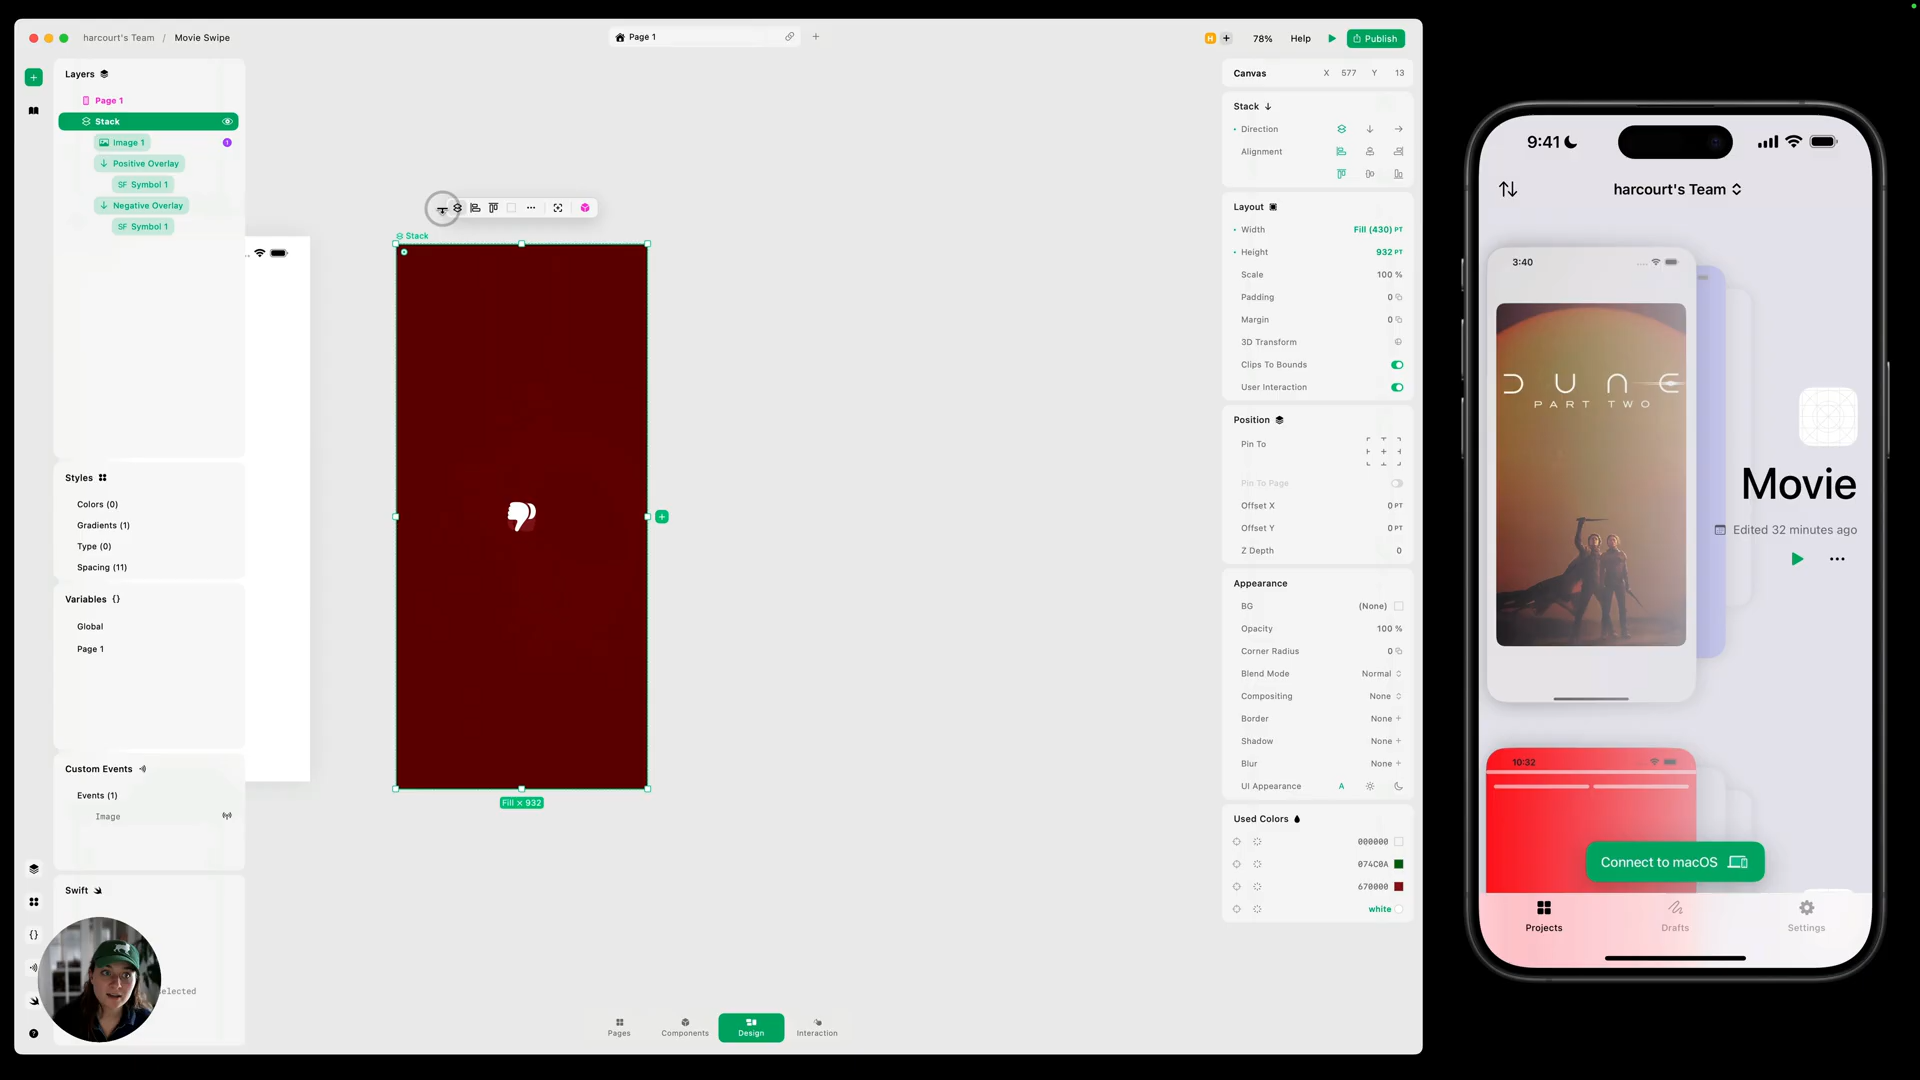 harcourt's Team / Movie Swipe
Page 1
H
78%
Help
Publish
Layers
Page 1
Stack
Image 1
1
Positive Overlay
SF Symbol 1
Negative Overlay
SF Symbol 1
Styles
Colors (0)
Gradients (1)
Type (0)
Spacing (11)
Variables {}
Global
Page 1
Custom Events
Events (1)
Image
Swift
elected
Stack
Fill × 932
Pages
Components
Design
Interaction
Canvas X 577 Y 13
Stack
Direction
Alignment
Layout
Width Fill (430) PT
Height 932 PT
Scale 100 %
Padding 0
Margin 0
3D Transform
Clips To Bounds
User Interaction
Position
Pin To
Pin To Page
Offset X 0 PT
Offset Y 0 PT
Z Depth 0
Appearance
BG (None)
Opacity 100 %
Corner Radius 0
Blend Mode Normal
Compositing None
Border None +
Shadow None +
Blur None +
UI Appearance A
Used Colors
000000
074C0A
670000
white
9:41
harcourt's Team
3:40
DUNE
PART TWO
Movie
Edited 32 minutes ago
10:32
Connect to macOS
Projects
Drafts
Settings